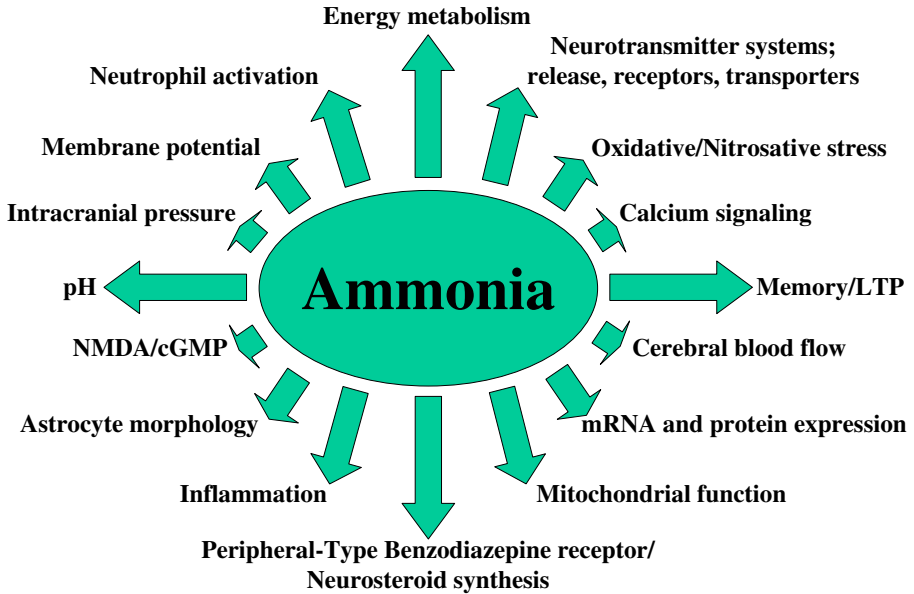 Energy metabolism
Neutrophil activation
Neurotransmitter systems;
release, receptors, transporters
Membrane potential
Oxidative/Nitrosative stress
Intracranial pressure
Calcium signaling
Ammonia
pH
Memory/LTP
NMDA/cGMP
Cerebral blood flow
Astrocyte morphology
mRNA and protein expression
Inflammation
Mitochondrial function
Peripheral-Type Benzodiazepine receptor/
Neurosteroid synthesis